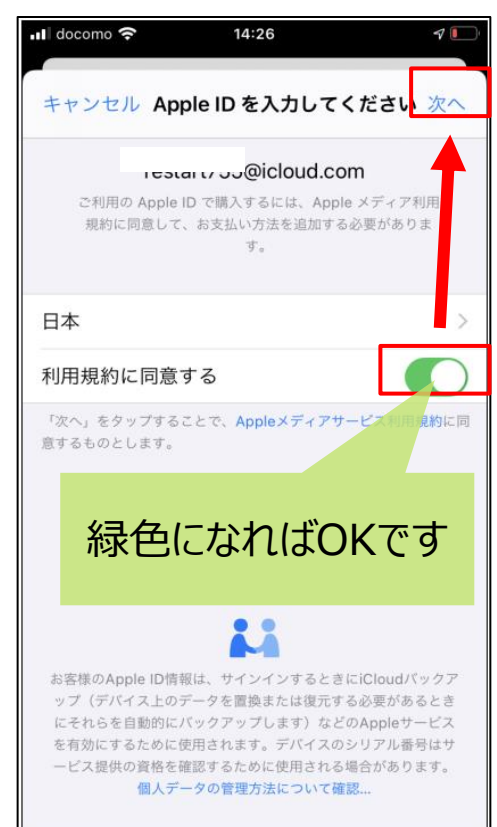 docomo 14:26
キャンセル Apple ID を入力してください 次へ
@icloud.com
ご利用の Apple ID で購入するには、Apple メディア利用
規約に同意して、お支払い方法を追加する必要がありま
す。
日本
利用規約に同意する
「次へ」をタップすることで、Appleメディアサービス利用規約に同
意するものとします。
緑色になればOKです
お客様のApple ID情報は、サインインするときにiCloudバックア
ップ（デバイス上のデータを置換または復元する必要があるとき
にそれらを自動的にバックアップします）などのAppleサービス
を有効にするために使用されます。デバイスのシリアル番号はサ
ービス提供の資格を確認するために使用される場合があります。
個人データの管理方法について確認...